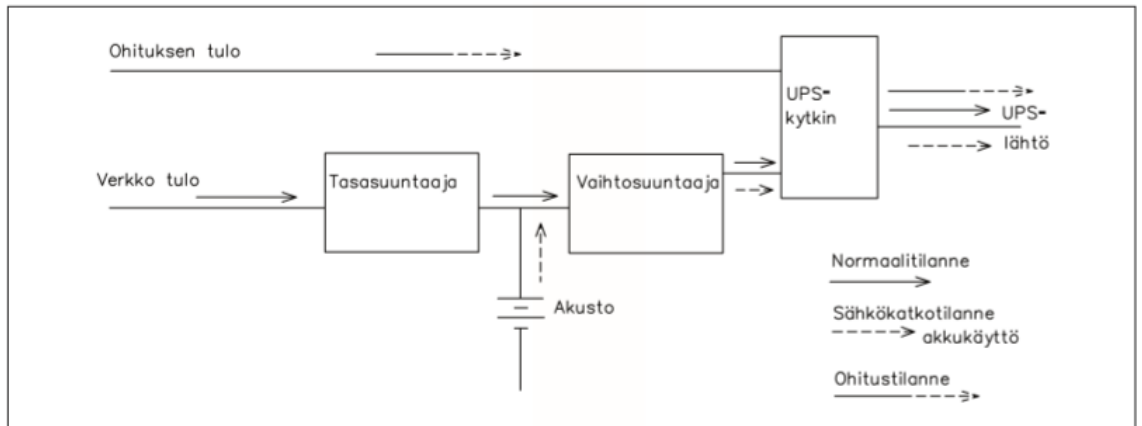 Ohituksen tulo
UPS-
kytkin
UPS-
lähtö
Verkko tulo
Tasasuuntaaja
Vaihtosuuntaaja
Akusto
Normaalitilanne
Sähkökatkotilanne
akkukäyttö
Ohitustilanne